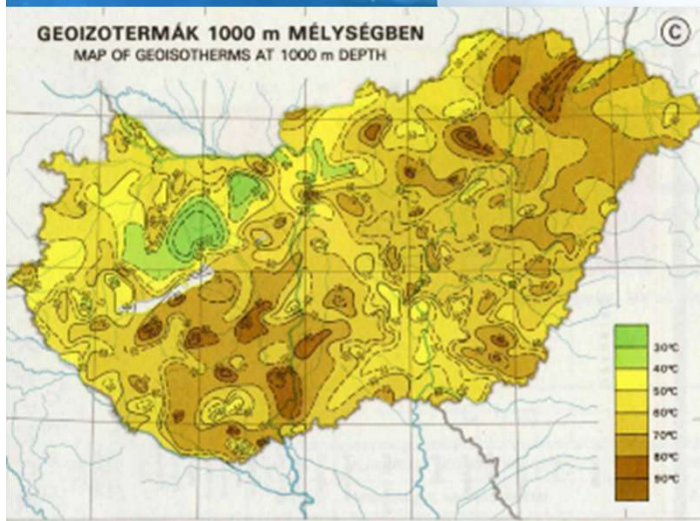 GEOIZOTERMÁK 1000 m MÉLYSÉGBEN
MAP OF GEOISOTHERMS AT 1000 m DEPTH
C
30°C
40°C
50°C
60°C
70°C
80°C
90°C